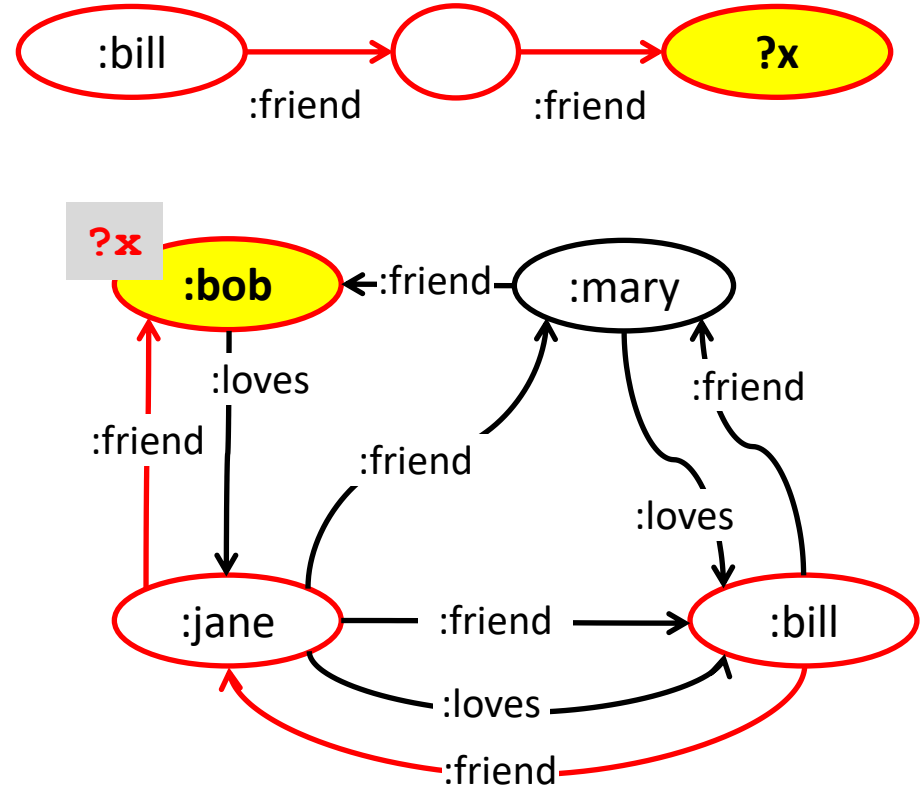 :bill
?x
:friend
:friend
?x
:bob
:friend
:mary
:loves
:friend
:friend
:friend
:loves
:jane
:friend
:bill
:loves
:friend